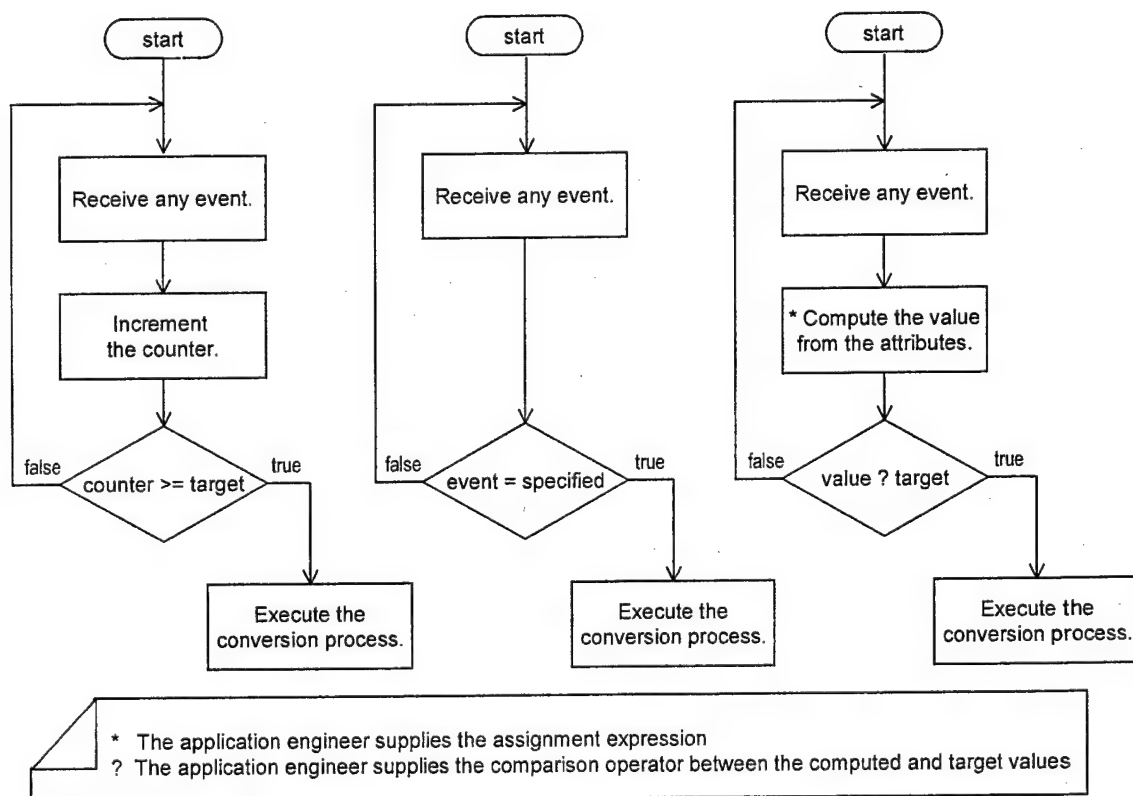 start
Receive any event.
Increment
the counter.
false
true
counter >= target
Execute the
conversion process.
start
Receive any event.
false
true
event = specified
Execute the
conversion process.
start
Receive any event.
* Compute the value
from the attributes.
false
true
value ? target
Execute the
conversion process.
* The application engineer supplies the assignment expression
? The application engineer supplies the comparison operator between the computed and target values